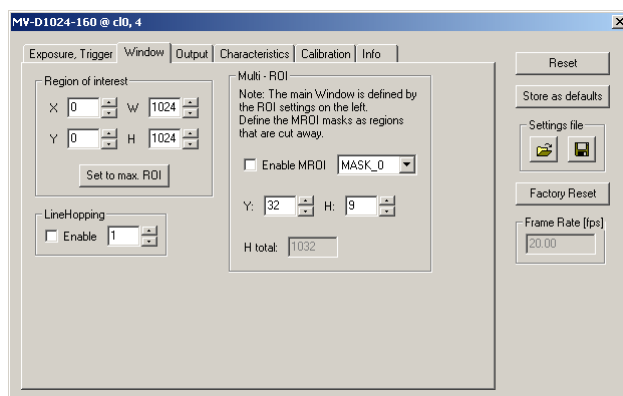 MV-D1024-160 @ cl0, 4
Exposure, Trigger Window Output Characteristics Calibration Info
Region of interest
X 0 W 1024
Y 0 H 1024
Set to max. ROI
LineHopping
Enable 1
Multi - ROI
Note: The main Window is defined by
the ROI settings on the left.
Define the MROI masks as regions
that are cut away.
Enable MROI MASK_0
Y: 32 H: 9
H total: 1032
Reset
Store as defaults
Settings file
Factory Reset
Frame Rate [fps]
20.00